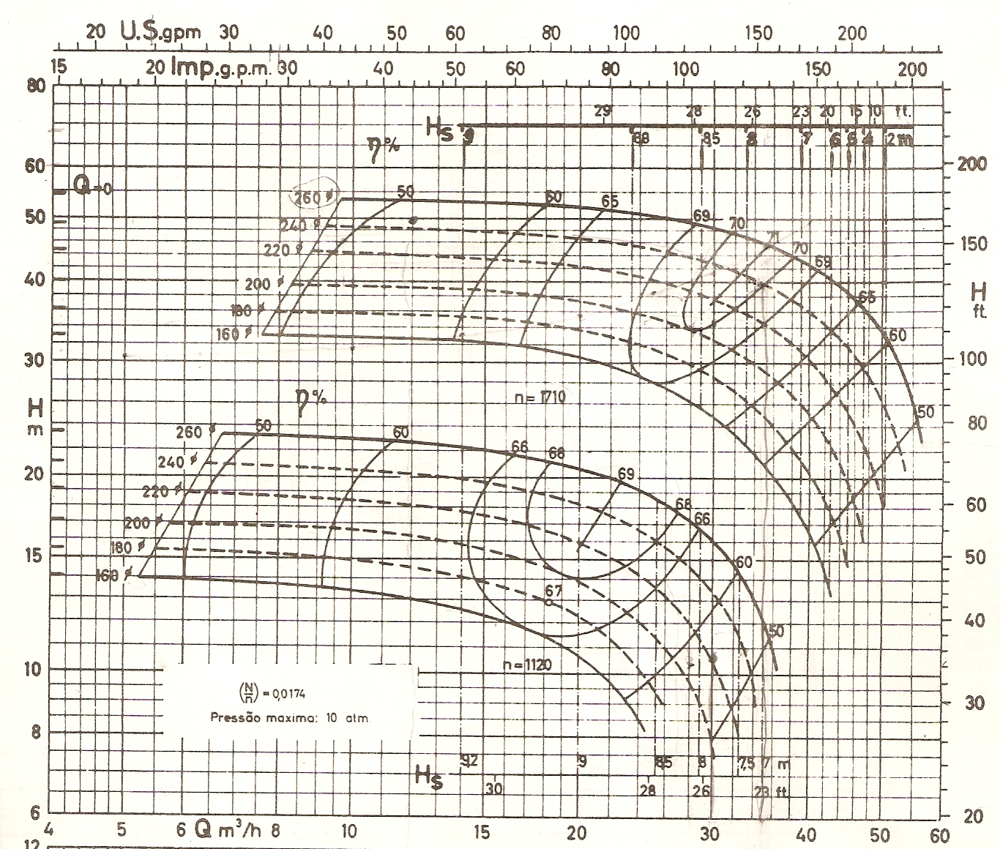 20 U.S.gpm 30 40 50 60 80 100 150 200
15 20 Imp.g.p.m. 30 40 50 60 80 100 150 200
80
29 28 26 23 20 15 10 ft.
Hs 9 8,5 8 7 6 5 4 2 m
η%
60 200
Q=0
260 ø 50 60 65 69 70 71 70 69 65 60 50
50
240 ø
150
220 ø
40 200 ø
H ft.
180 ø
160 ø
30 100
n=1710
η%
H m
80
260 ø 50 60 66 68 69 68 66 60 50
240 ø
20
220 ø
60
200 ø
180 ø
15 50
160 ø
67
40
10 n=1120
(N/n)=0,0174
30
Pressão maxima: 10 atm.
8
Hs 9,2 9 8,5 8 7,5 7 m
30 28 26 23 ft.
6 20
4 5 6 Q m³/h 8 10 15 20 30 40 50 60
12